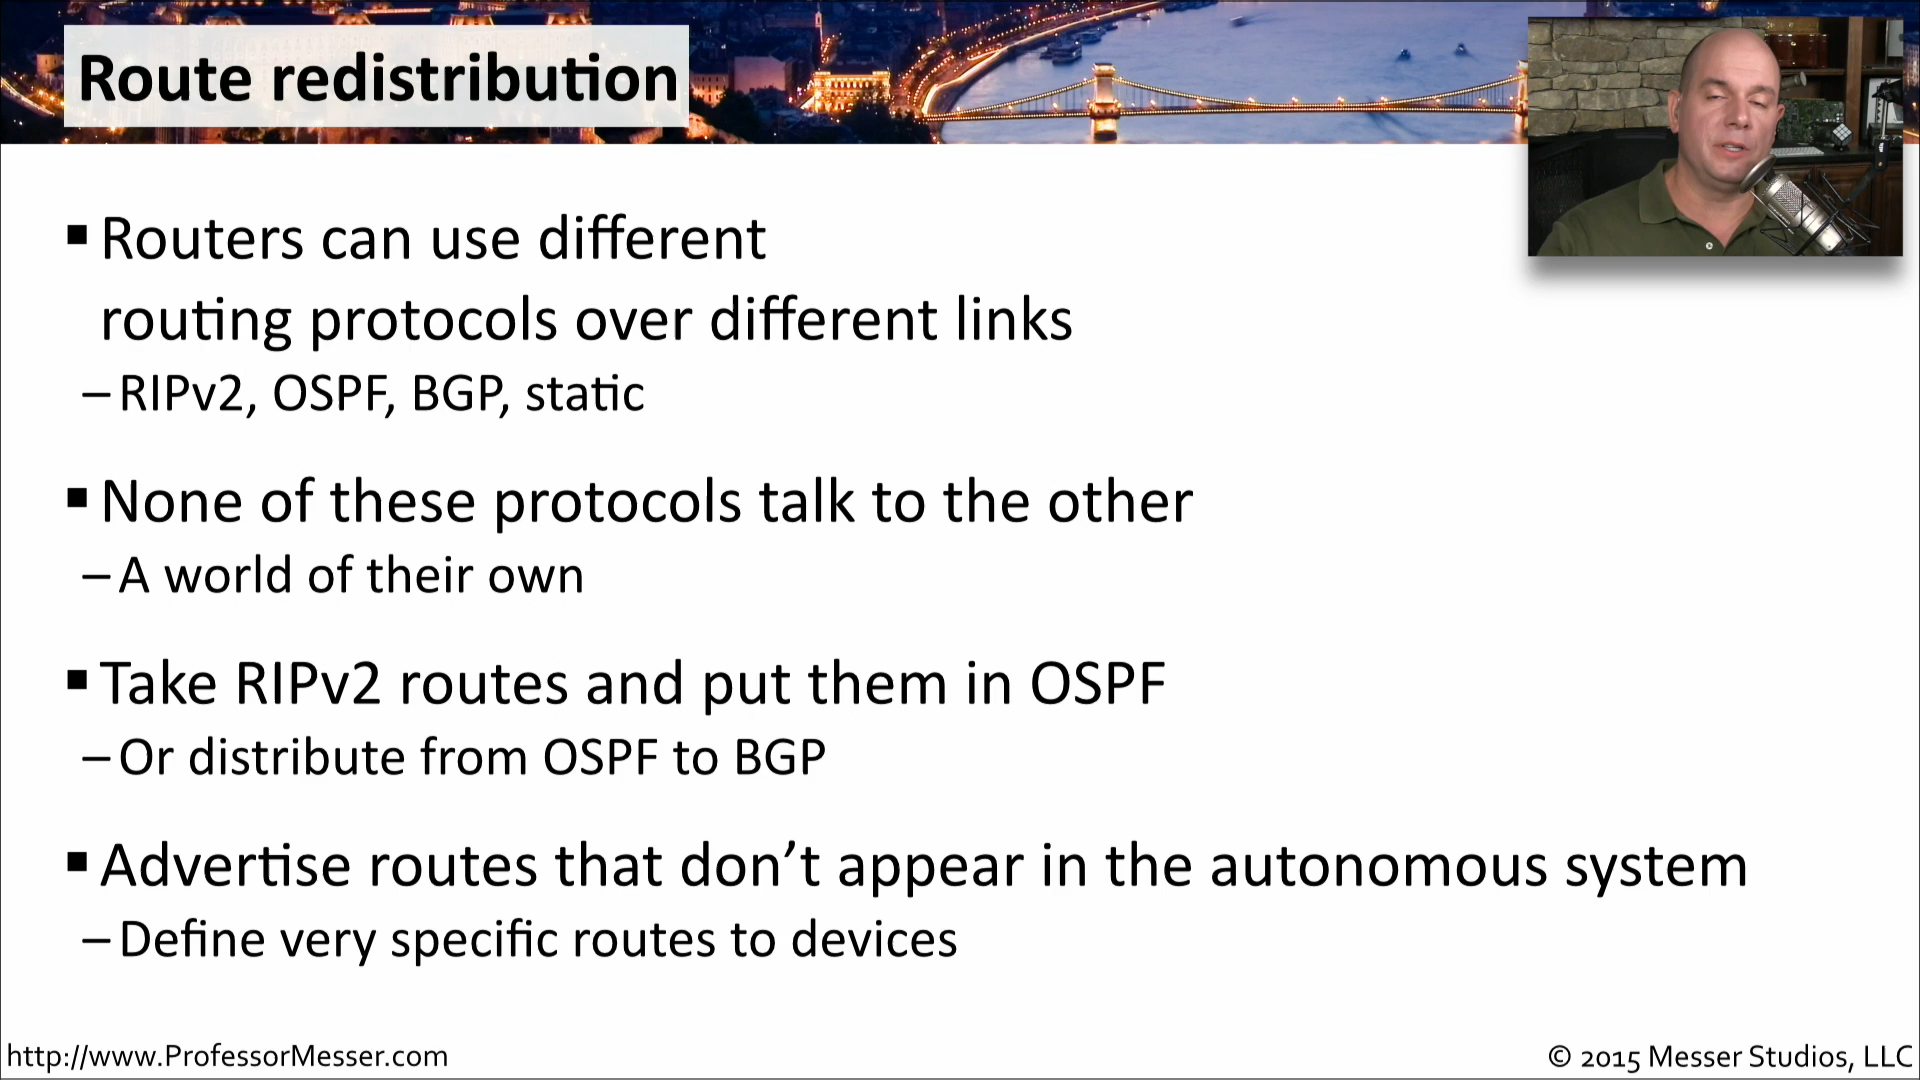 Route redistribution
▪ Routers can use different
routing protocols over different links
– RIPv2, OSPF, BGP, static
▪ None of these protocols talk to the other
– A world of their own
▪ Take RIPv2 routes and put them in OSPF
– Or distribute from OSPF to BGP
▪ Advertise routes that don’t appear in the autonomous system
– Define very specific routes to devices
http://www.ProfessorMesser.com
© 2015 Messer Studios, LLC